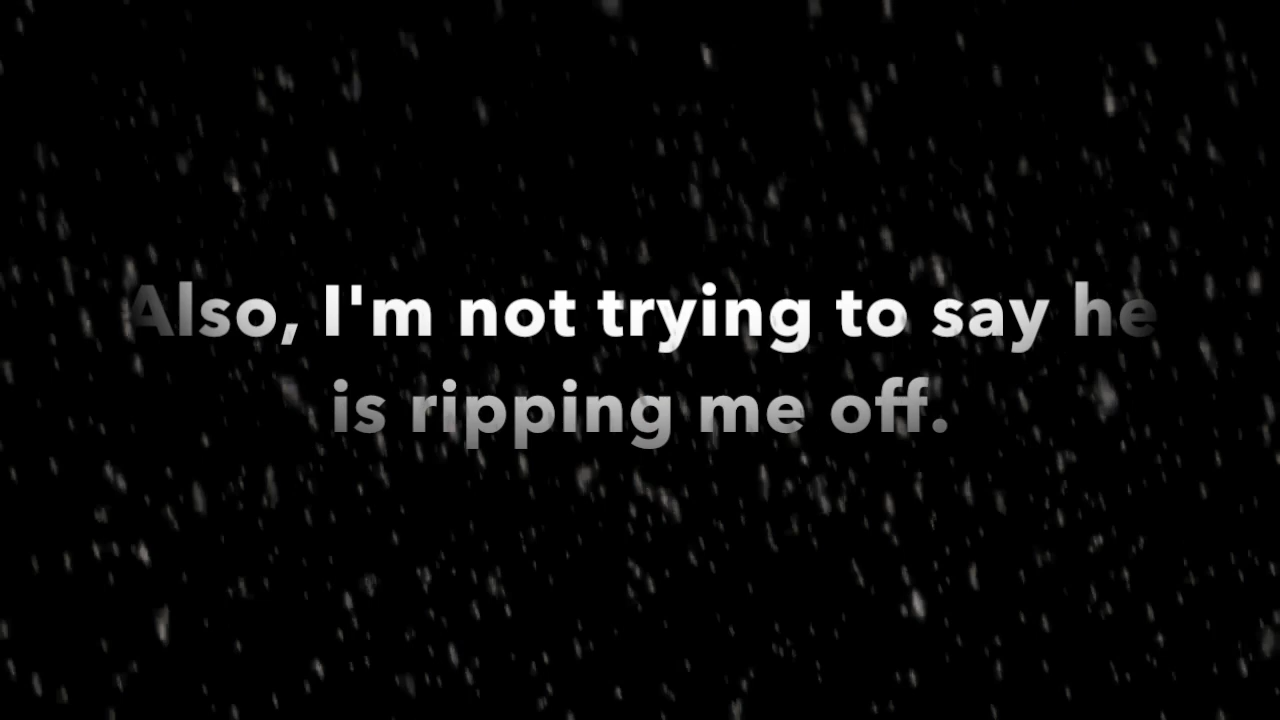 Also, I'm not trying to say he
is ripping me off.